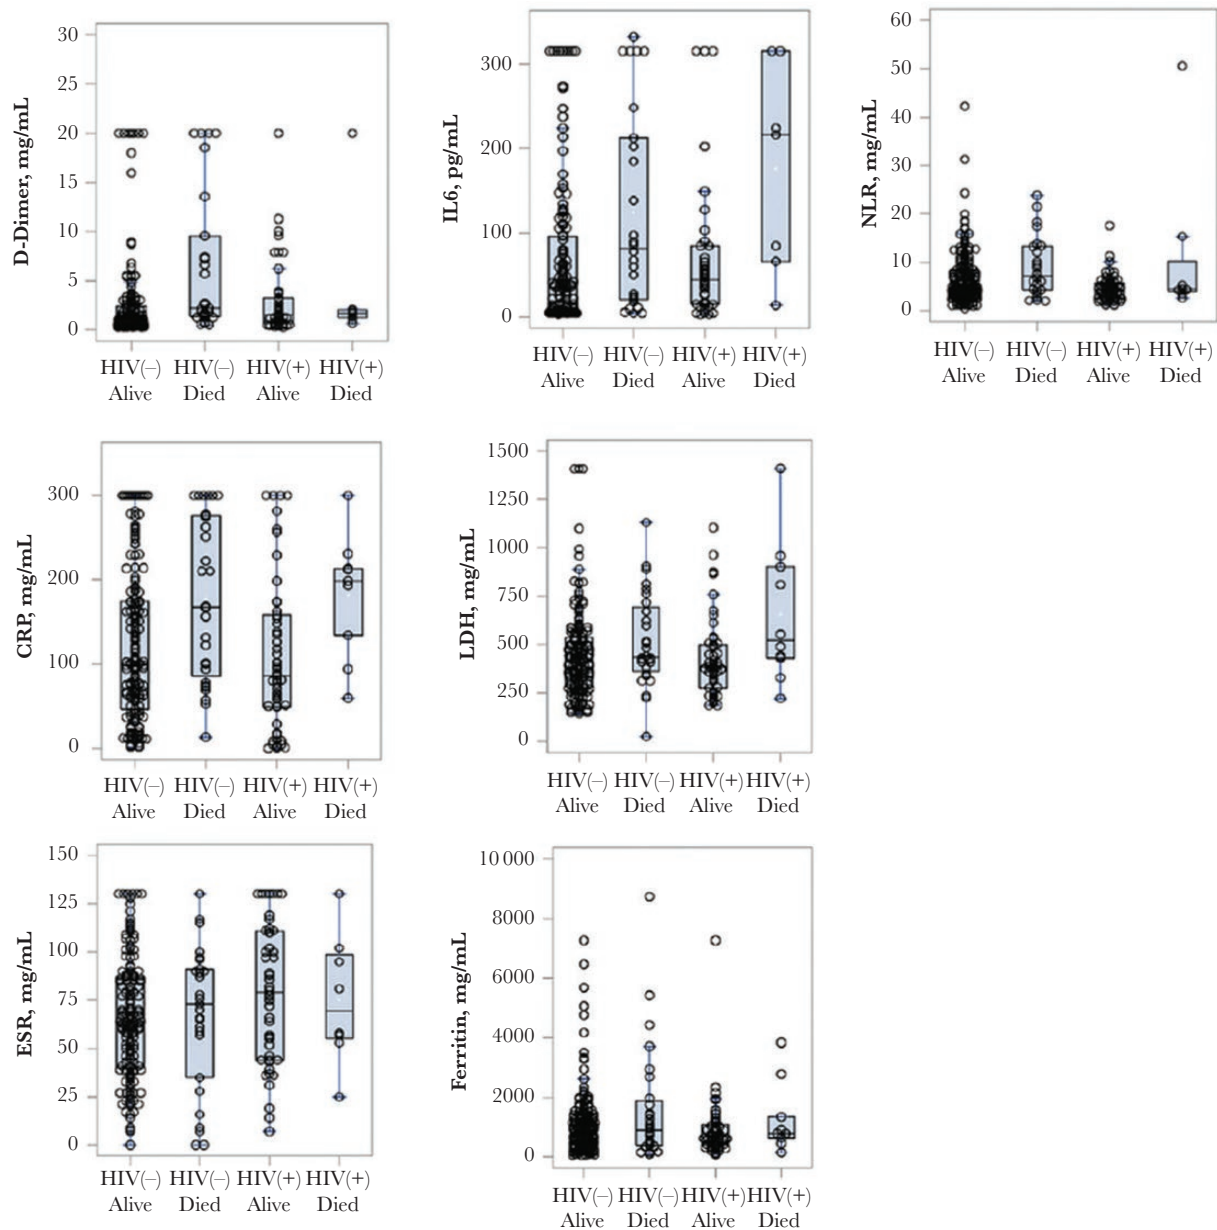 D-Dimer, mg/mL
30
25
20
15
10
5
0
HIV(–) HIV(–) HIV(+) HIV(+)
Alive Died Alive Died
IL6, pg/mL
300
200
100
0
HIV(–) HIV(–) HIV(+) HIV(+)
Alive Died Alive Died
NLR, mg/mL
60
50
40
30
20
10
0
HIV(–) HIV(–) HIV(+) HIV(+)
Alive Died Alive Died
CRP, mg/mL
300
200
100
0
HIV(–) HIV(–) HIV(+) HIV(+)
Alive Died Alive Died
LDH, mg/mL
1500
1250
1000
750
500
250
0
HIV(–) HIV(–) HIV(+) HIV(+)
Alive Died Alive Died
ESR, mg/mL
150
125
100
75
50
25
0
HIV(–) HIV(–) HIV(+) HIV(+)
Alive Died Alive Died
Ferritin, mg/mL
10 000
8000
6000
4000
2000
0
HIV(–) HIV(–) HIV(+) HIV(+)
Alive Died Alive Died